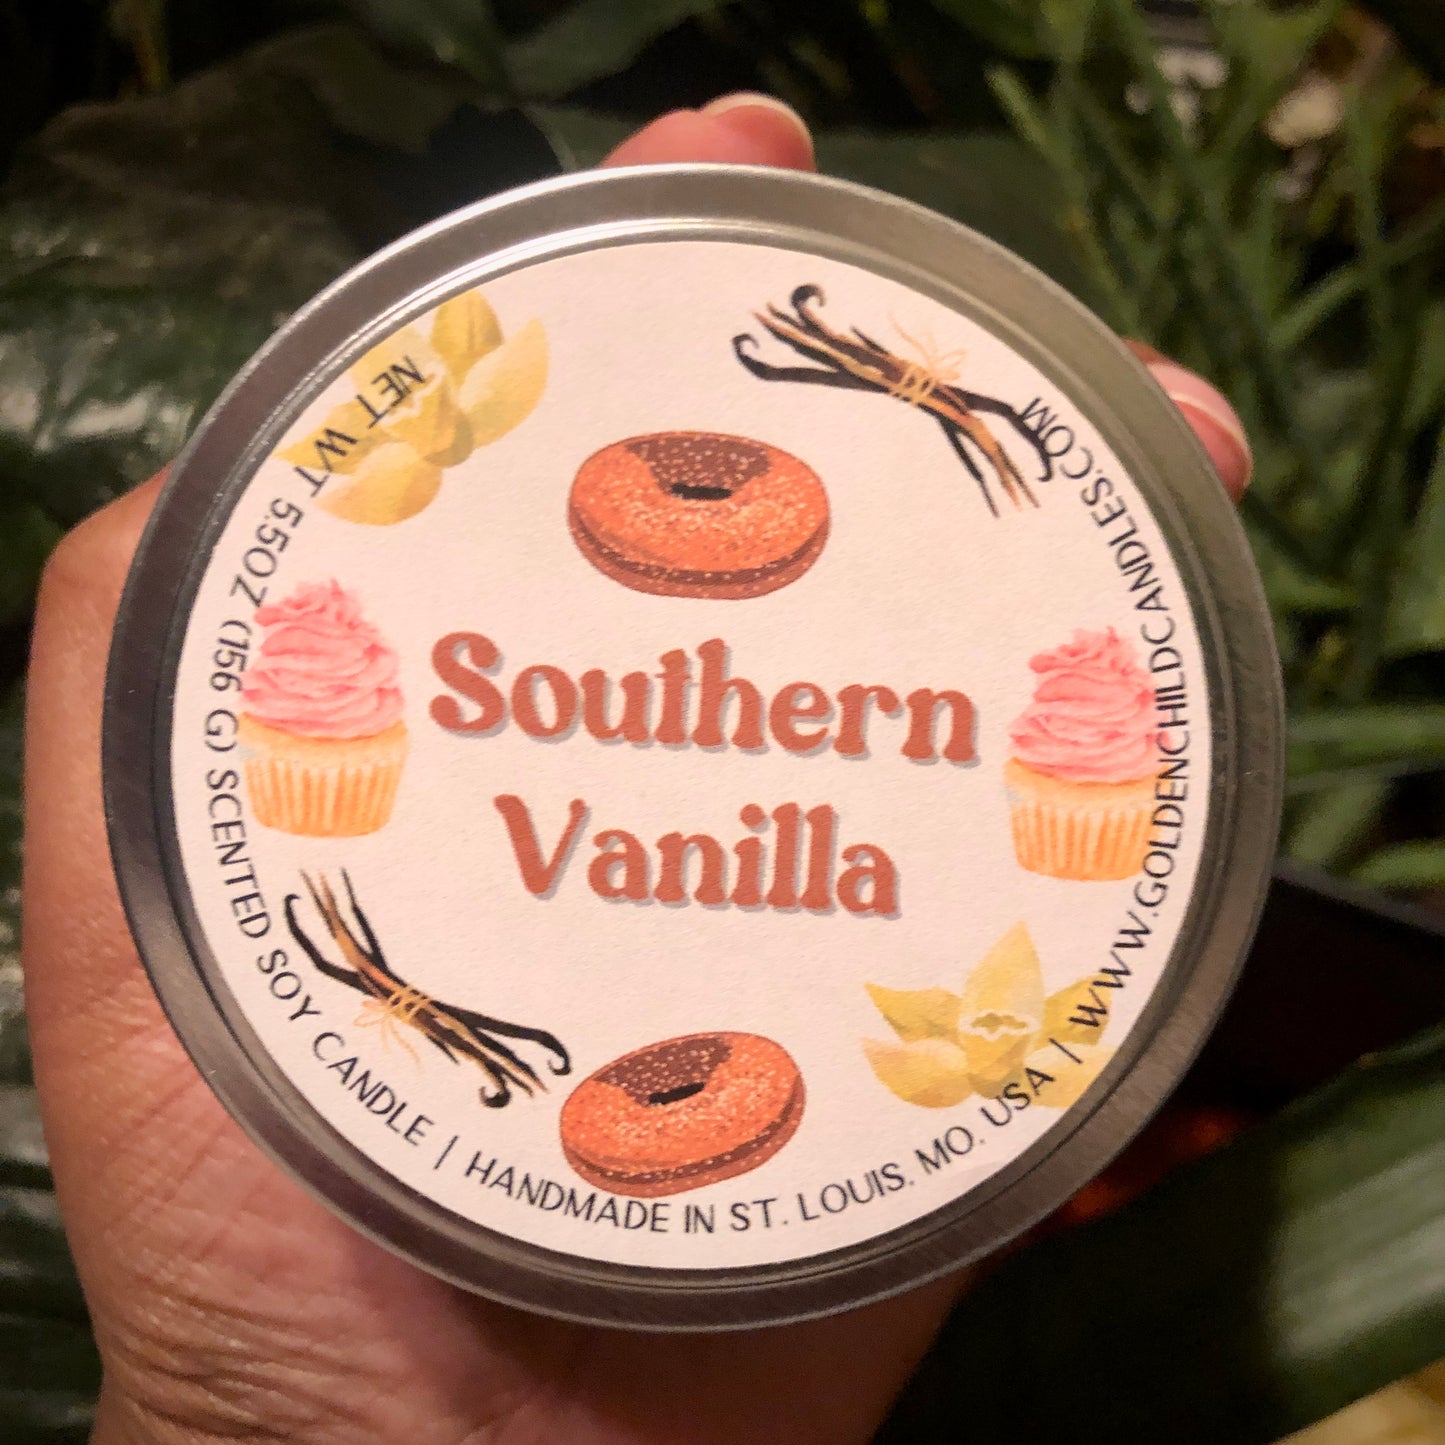 Southern
Vanilla
NET WT 5.5OZ (156 G) SCENTED SOY CANDLE | HANDMADE IN ST. LOUIS. MO. USA | WWW.GOLDENCHILDCANDLES.COM